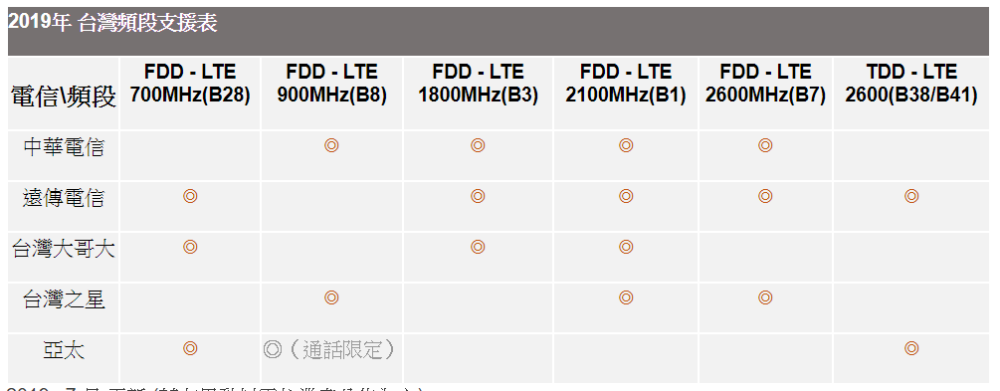 2019年 台灣頻段支援表
電信\頻段 FDD - LTE 700MHz(B28) FDD - LTE 900MHz(B8) FDD - LTE 1800MHz(B3) FDD - LTE 2100MHz(B1) FDD - LTE 2600MHz(B7) TDD - LTE 2600(B38/B41)
中華電信 ◎ ◎ ◎ ◎
遠傳電信 ◎ ◎ ◎ ◎ ◎
台灣大哥大 ◎ ◎ ◎
台灣之星 ◎ ◎ ◎
亞太 ◎ ◎（通話限定） ◎